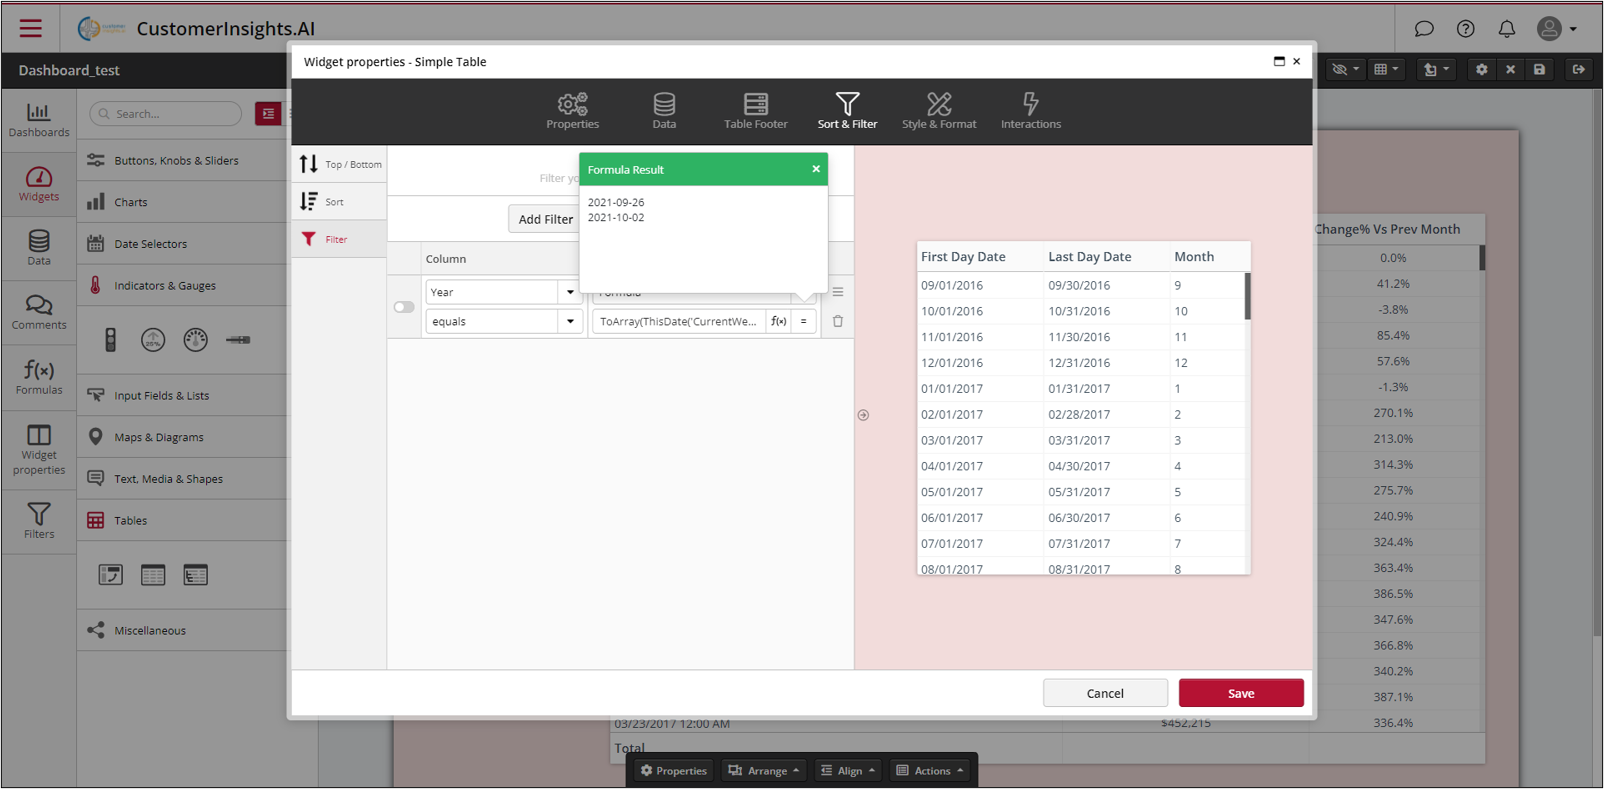 CustomerInsights.AI
Dashboard_test
Widget properties - Simple Table
Properties
Data
Table Footer
Sort & Filter
Style & Format
Interactions
Dashboards
Widgets
Data
Comments
f(x)
Formulas
Widget
properties
Filters
Search...
Buttons, Knobs & Sliders
Charts
Date Selectors
Indicators & Gauges
Input Fields & Lists
Maps & Diagrams
Text, Media & Shapes
Tables
Miscellaneous
Top / Bottom
Sort
Filter
Filter yo
Add Filter
Column
Year
equals
Formula
ToArray(ThisDate('CurrentWe...
f(x)
=
Formula Result
2021-09-26
2021-10-02
First Day Date Last Day Date Month
09/01/2016 09/30/2016 9
10/01/2016 10/31/2016 10
11/01/2016 11/30/2016 11
12/01/2016 12/31/2016 12
01/01/2017 01/31/2017 1
02/01/2017 02/28/2017 2
03/01/2017 03/31/2017 3
04/01/2017 04/30/2017 4
05/01/2017 05/31/2017 5
06/01/2017 06/30/2017 6
07/01/2017 07/31/2017 7
08/01/2017 08/31/2017 8
Cancel
Save
Change% Vs Prev Month
0.0%
41.2%
-3.8%
85.4%
57.6%
-1.3%
270.1%
213.0%
314.3%
275.7%
240.9%
324.4%
363.4%
386.5%
347.6%
366.8%
340.2%
387.1%
03/23/2017 12:00 AM $452,215 336.4%
Total
Properties
Arrange
Align
Actions